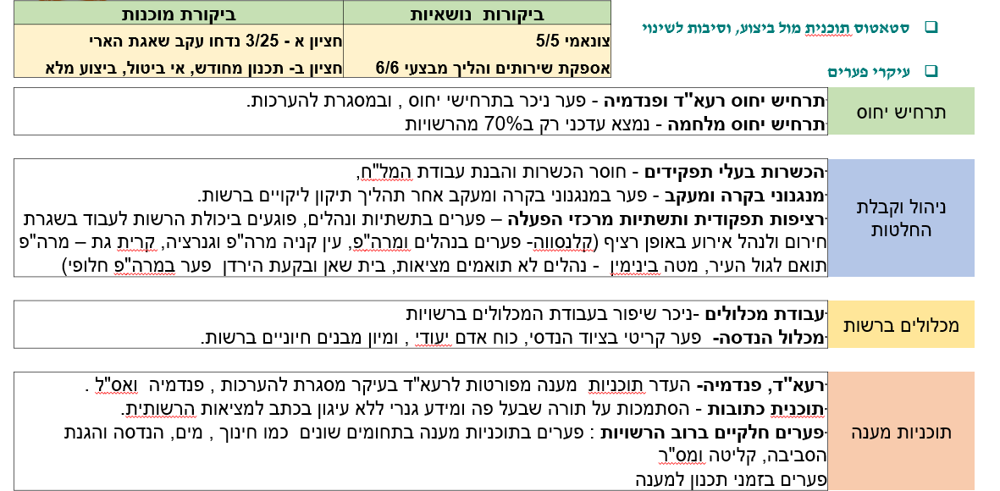 סטאטוס תוכנית מול ביצוע, וסיבות לשינוי
עיקרי פערים
ביקורות נושאיות
ביקורת מוכנות
צונאמי 5/5
חציון א - 3/25 נדחו עקב שאגת הארי
אספקת שירותים והליך מבצעי 6/6
חציון ב- תכנון מחודש, אי ביטול, ביצוע מלא
תרחיש יחוס
תרחיש יחוס רעא"ד ופנדמיה - פער ניכר בתרחישי יחוס , ובמסגרת להערכות.
תרחיש יחוס מלחמה - נמצא עדכני רק ב70% מהרשויות
ניהול וקבלת
החלטות
הכשרות בעלי תפקידים - חוסר הכשרות והבנת עבודת המל"ח,
מנגנוני בקרה ומעקב - פער במנגנוני בקרה ומעקב אחר תהליך תיקון ליקויים ברשות.
רציפות תפקודית ותשתיות מרכזי הפעלה – פערים בתשתיות ונהלים, פוגעים ביכולת הרשות לעבוד בשגרת
חירום ולנהל אירוע באופן רציף (קלנסווה- פערים בנהלים ומרה"פ, עין קניה מרה"פ וגנרציה, קרית גת – מרה"פ
תואם לגול העיר, מטה בינימין - נהלים לא תואמים מציאות, בית שאן ובקעת הירדן פער במרה"פ חלופי)
מכלולים ברשות
עבודת מכלולים -ניכר שיפור בעבודת המכלולים ברשויות
מכלול הנדסה- פער קריטי בציוד הנדסי, כוח אדם יעודי , ומיון מבנים חיוניים ברשות.
תוכניות מענה
רעא"ד, פנדמיה- העדר תוכניות מענה מפורטות לרעא"ד בעיקר מסגרת להערכות , פנדמיה ואס"ל .
תוכנית כתובות - הסתמכות על תורה שבעל פה ומידע גנרי ללא עיגון בכתב למציאות הרשותית.
פערים חלקיים ברוב הרשויות : פערים בתוכניות מענה בתחומים שונים כמו חינוך , מים, הנדסה והגנת
הסביבה, קליטה ומס"ר
פערים בזמני תכנון למענה